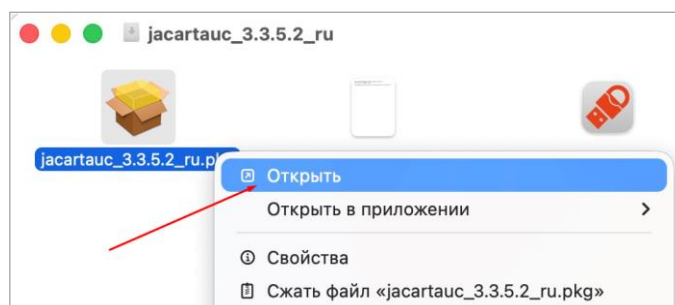 jacartauc_3.3.5.2_ru
jacartauc_3.3.5.2_ru.p
Открыть
Открыть в приложении
Свойства
Сжать файл «jacartauc_3.3.5.2_ru.pkg»